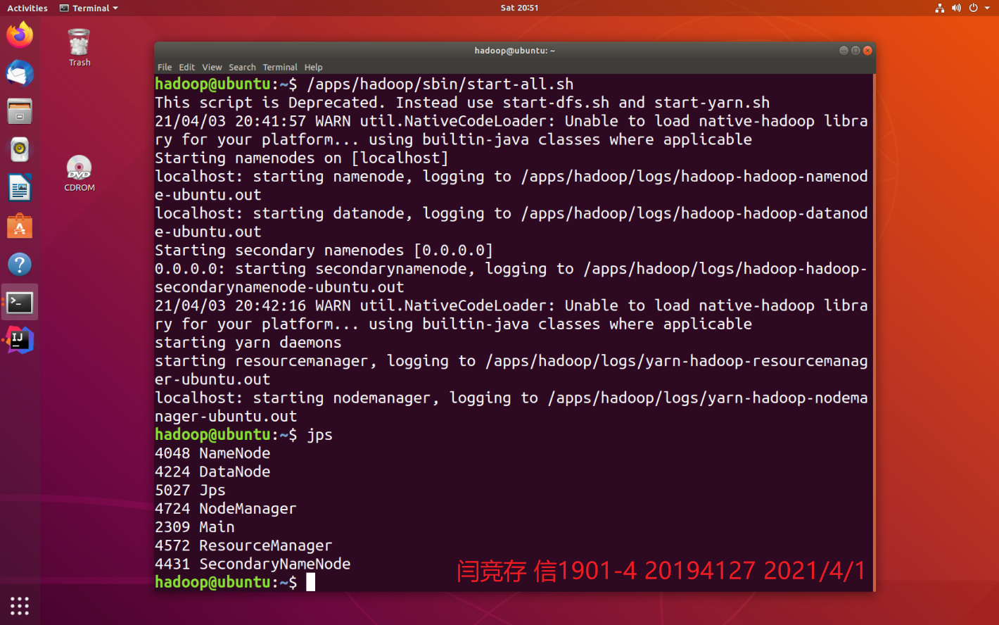 Activities
Terminal
Sat 20:51
Trash
CDROM
hadoop@ubuntu: ~
File Edit View Search Terminal Help
hadoop@ubuntu:~$ /apps/hadoop/sbin/start-all.sh
This script is Deprecated. Instead use start-dfs.sh and start-yarn.sh
21/04/03 20:41:57 WARN util.NativeCodeLoader: Unable to load native-hadoop libra
ry for your platform... using builtin-java classes where applicable
Starting namenodes on [localhost]
localhost: starting namenode, logging to /apps/hadoop/logs/hadoop-hadoop-namenod
e-ubuntu.out
localhost: starting datanode, logging to /apps/hadoop/logs/hadoop-hadoop-datanod
e-ubuntu.out
Starting secondary namenodes [0.0.0.0]
0.0.0.0: starting secondarynamenode, logging to /apps/hadoop/logs/hadoop-hadoop-
secondarynamenode-ubuntu.out
21/04/03 20:42:16 WARN util.NativeCodeLoader: Unable to load native-hadoop libra
ry for your platform... using builtin-java classes where applicable
starting yarn daemons
starting resourcemanager, logging to /apps/hadoop/logs/yarn-hadoop-resourcemanag
er-ubuntu.out
localhost: starting nodemanager, logging to /apps/hadoop/logs/yarn-hadoop-nodema
nager-ubuntu.out
hadoop@ubuntu:~$ jps
4048 NameNode
4224 DataNode
5027 Jps
4724 NodeManager
2309 Main
4572 ResourceManager
4431 SecondaryNameNode
hadoop@ubuntu:~$
闫竞存 信1901-4 20194127 2021/4/1
DVD
IJ